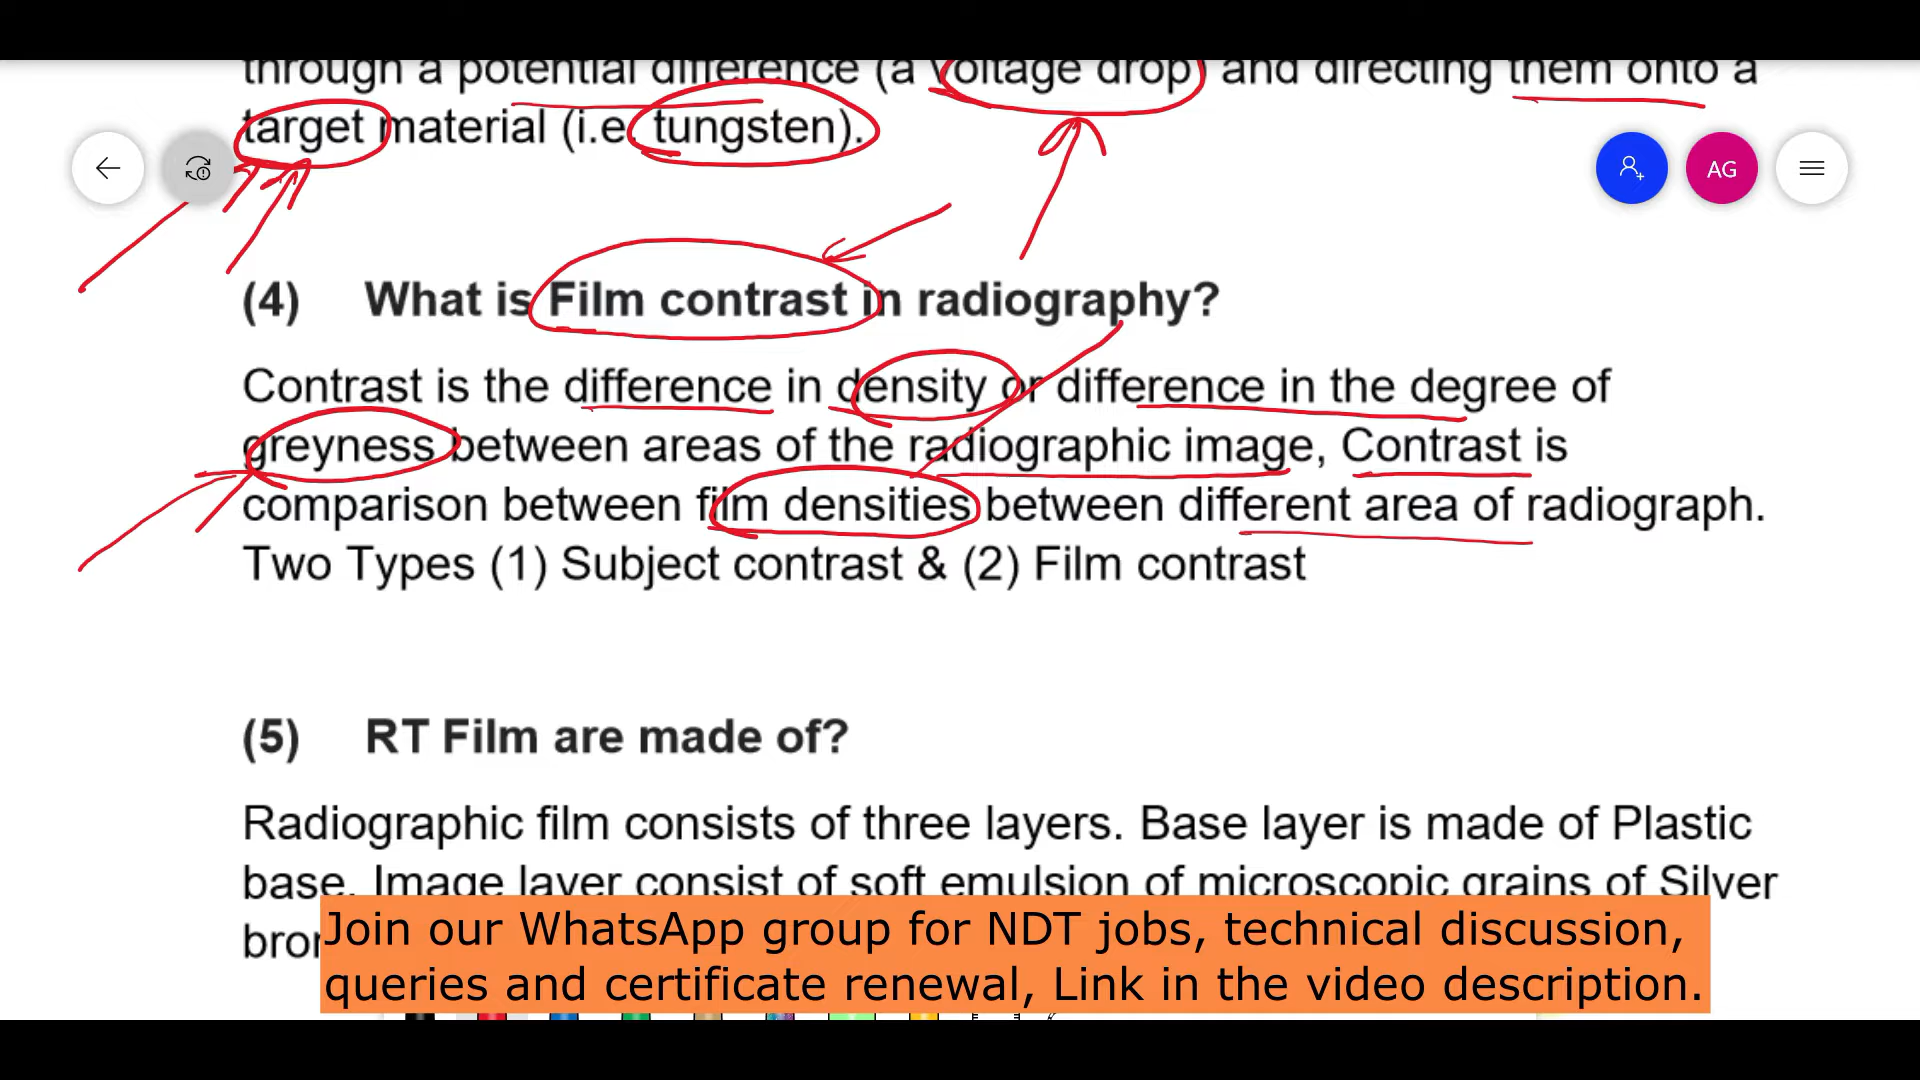 through a potential difference (a voltage drop) and directing them onto a
target material (i.e. tungsten).
AG
(4) What is Film contrast in radiography?
Contrast is the difference in density or difference in the degree of
greyness between areas of the radiographic image, Contrast is
comparison between film densities between different area of radiograph.
Two Types (1) Subject contrast & (2) Film contrast
(5) RT Film are made of?
Radiographic film consists of three layers. Base layer is made of Plastic
base. Image layer consist of soft emulsion of microscopic grains of Silver
Join our WhatsApp group for NDT jobs, technical discussion,
queries and certificate renewal, Link in the video description.